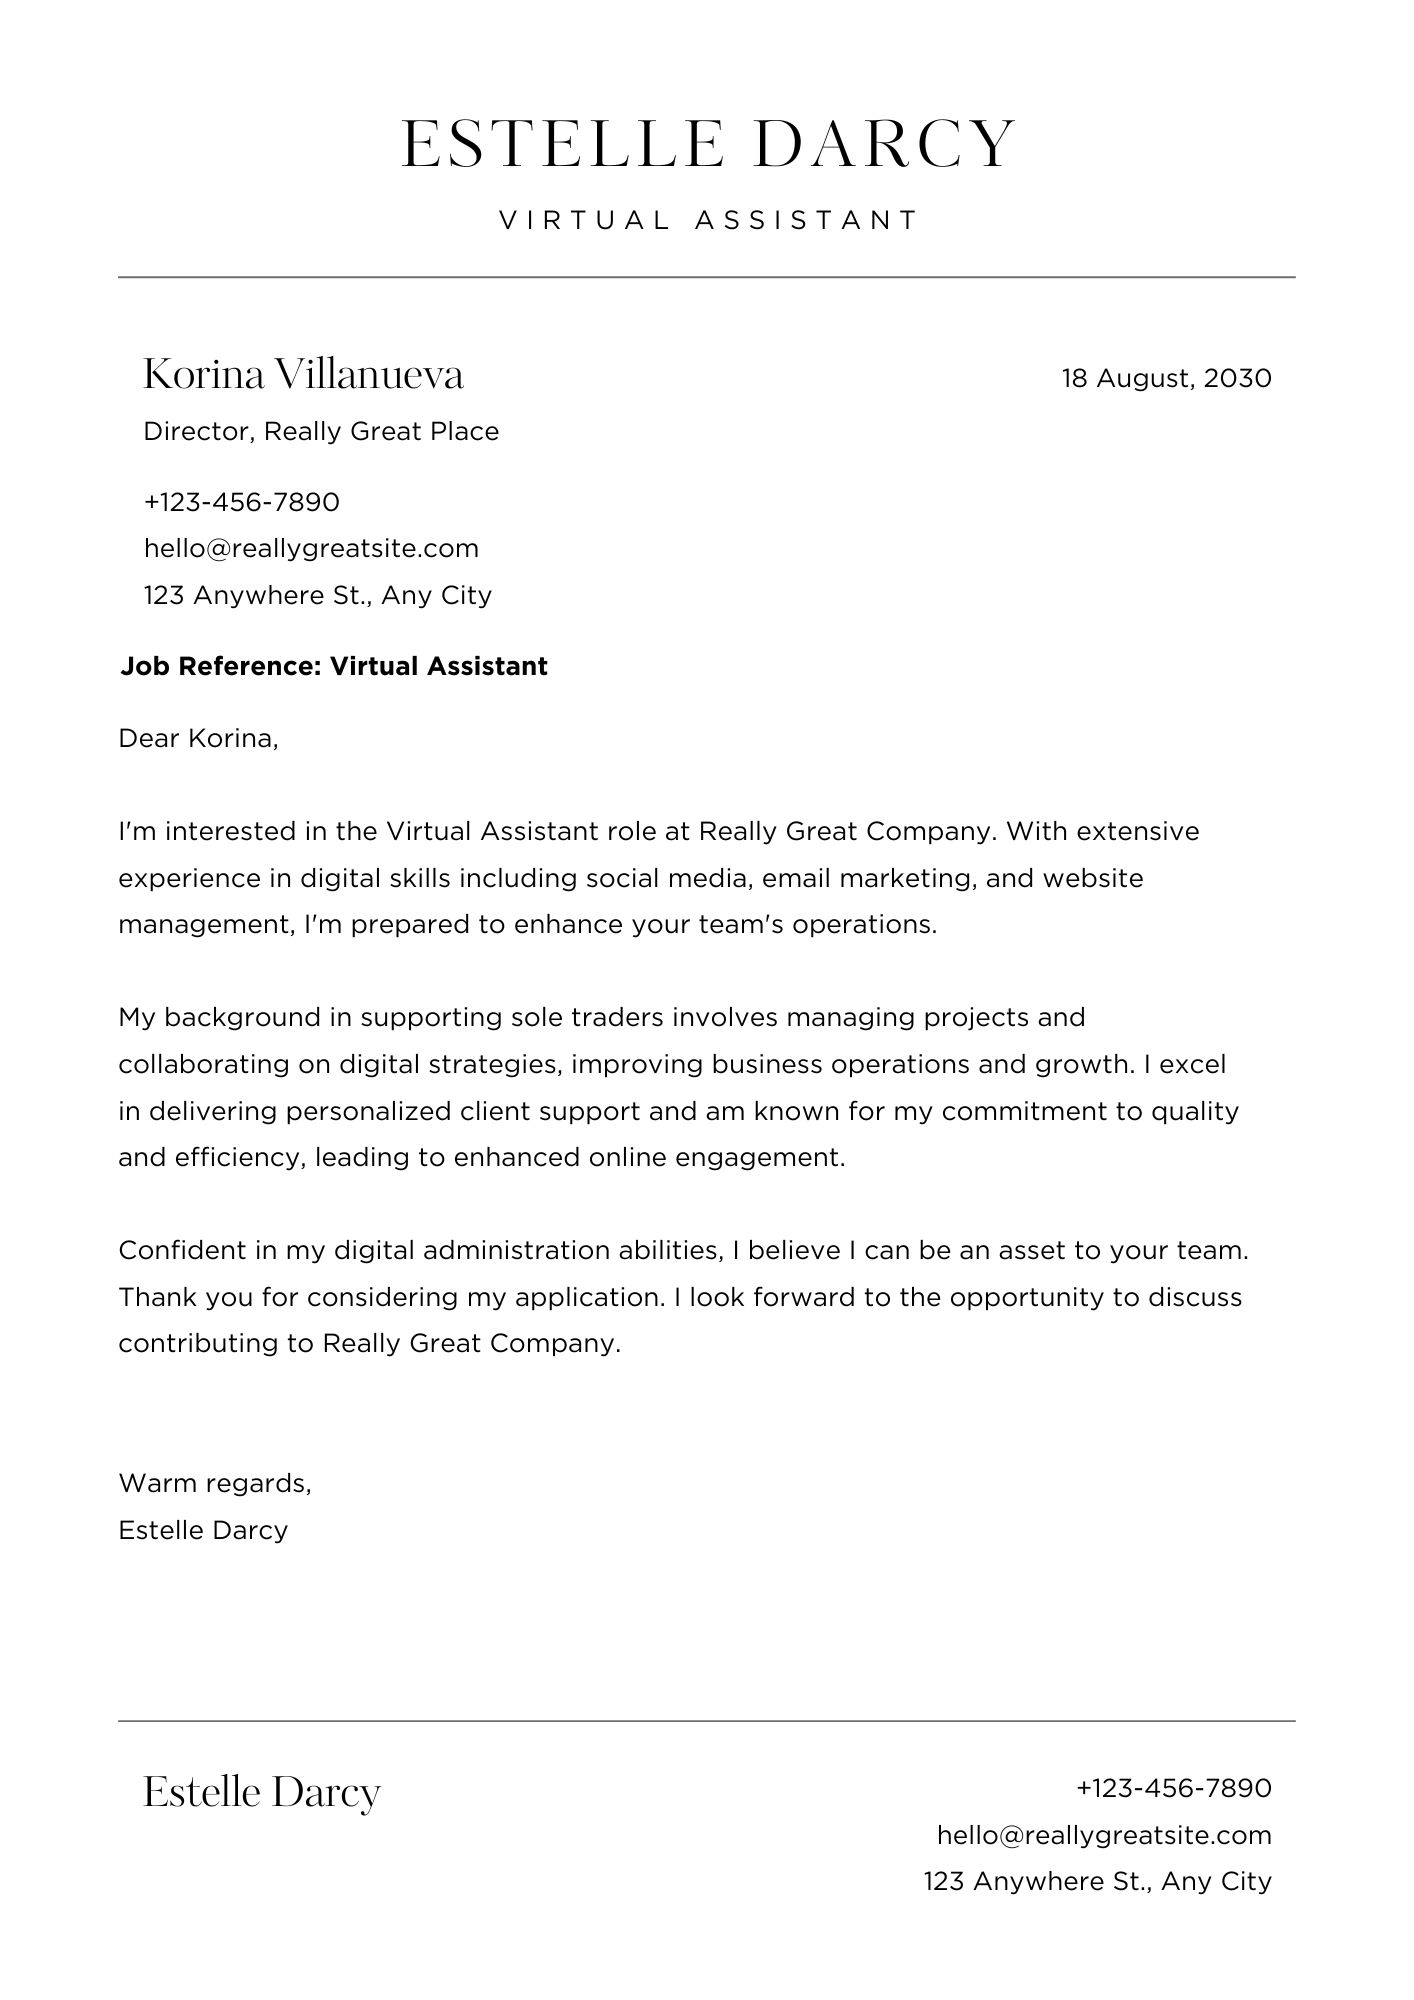 ESTELLE DARCY
VIRTUAL ASSISTANT
Korina Villanueva
18 August, 2030
Director, Really Great Place
+123-456-7890
hello@reallygreatsite.com
123 Anywhere St., Any City
Job Reference: Virtual Assistant
Dear Korina,
I'm interested in the Virtual Assistant role at Really Great Company. With extensive
experience in digital skills including social media, email marketing, and website
management, I'm prepared to enhance your team's operations.
My background in supporting sole traders involves managing projects and
collaborating on digital strategies, improving business operations and growth. I excel
in delivering personalized client support and am known for my commitment to quality
and efficiency, leading to enhanced online engagement.
Confident in my digital administration abilities, I believe I can be an asset to your team.
Thank you for considering my application. I look forward to the opportunity to discuss
contributing to Really Great Company.
Warm regards,
Estelle Darcy
Estelle Darcy
+123-456-7890
hello@reallygreatsite.com
123 Anywhere St., Any City